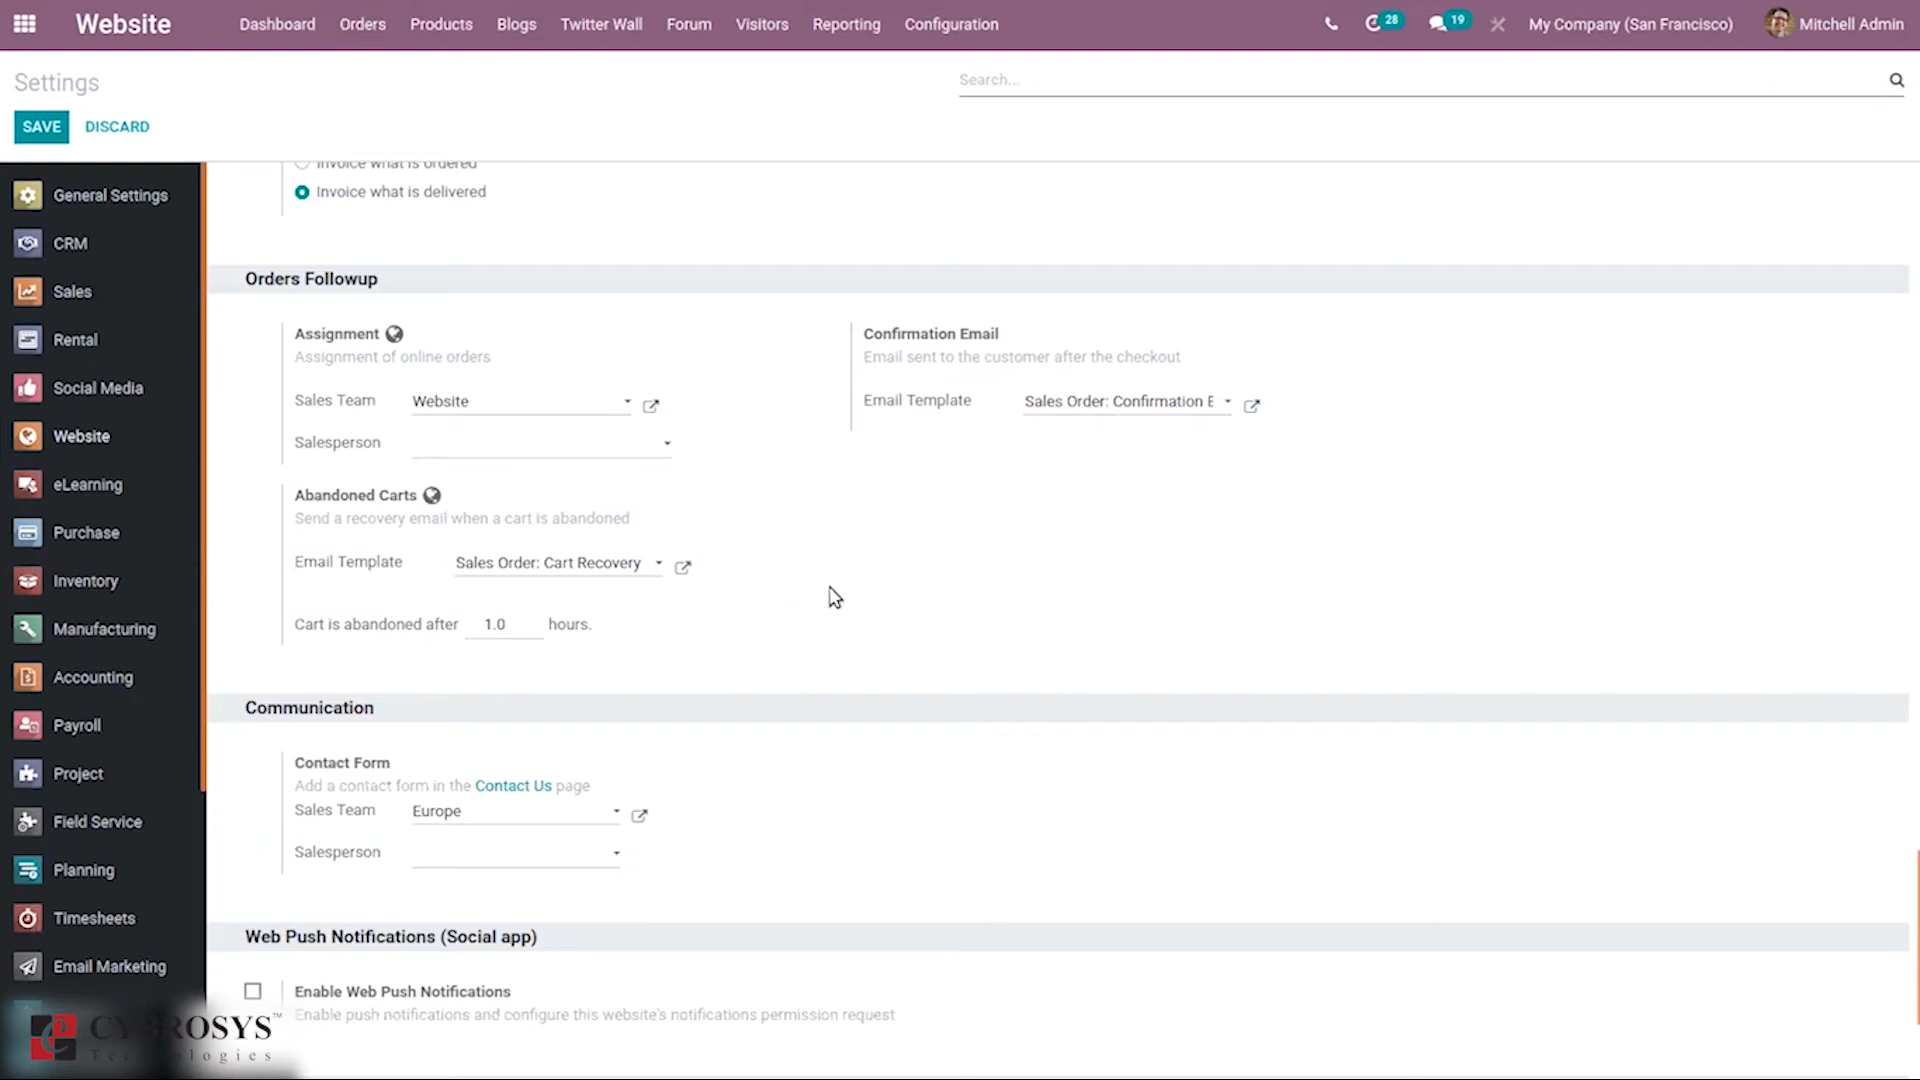 Website
Dashboard
Orders
Products
Blogs
Twitter Wall
Forum
Visitors
Reporting
Configuration
28
19
My Company (San Francisco)
Mitchell Admin
Settings
Search...
SAVE
DISCARD
General Settings
CRM
Sales
Rental
Social Media
Website
eLearning
Purchase
Inventory
Manufacturing
Accounting
Payroll
Project
Field Service
Planning
Timesheets
Email Marketing
Invoice what is ordered
Invoice what is delivered
Orders Followup
Assignment
Assignment of online orders
Sales Team Website
Salesperson
Confirmation Email
Email sent to the customer after the checkout
Email Template Sales Order: Confirmation E
Abandoned Carts
Send a recovery email when a cart is abandoned
Email Template Sales Order: Cart Recovery
Cart is abandoned after 1.0 hours.
Communication
Contact Form
Add a contact form in the Contact Us page
Sales Team Europe
Salesperson
Web Push Notifications (Social app)
Enable Web Push Notifications
Enable push notifications and configure this website's notifications permission request
CYBROSYS™
Technologies